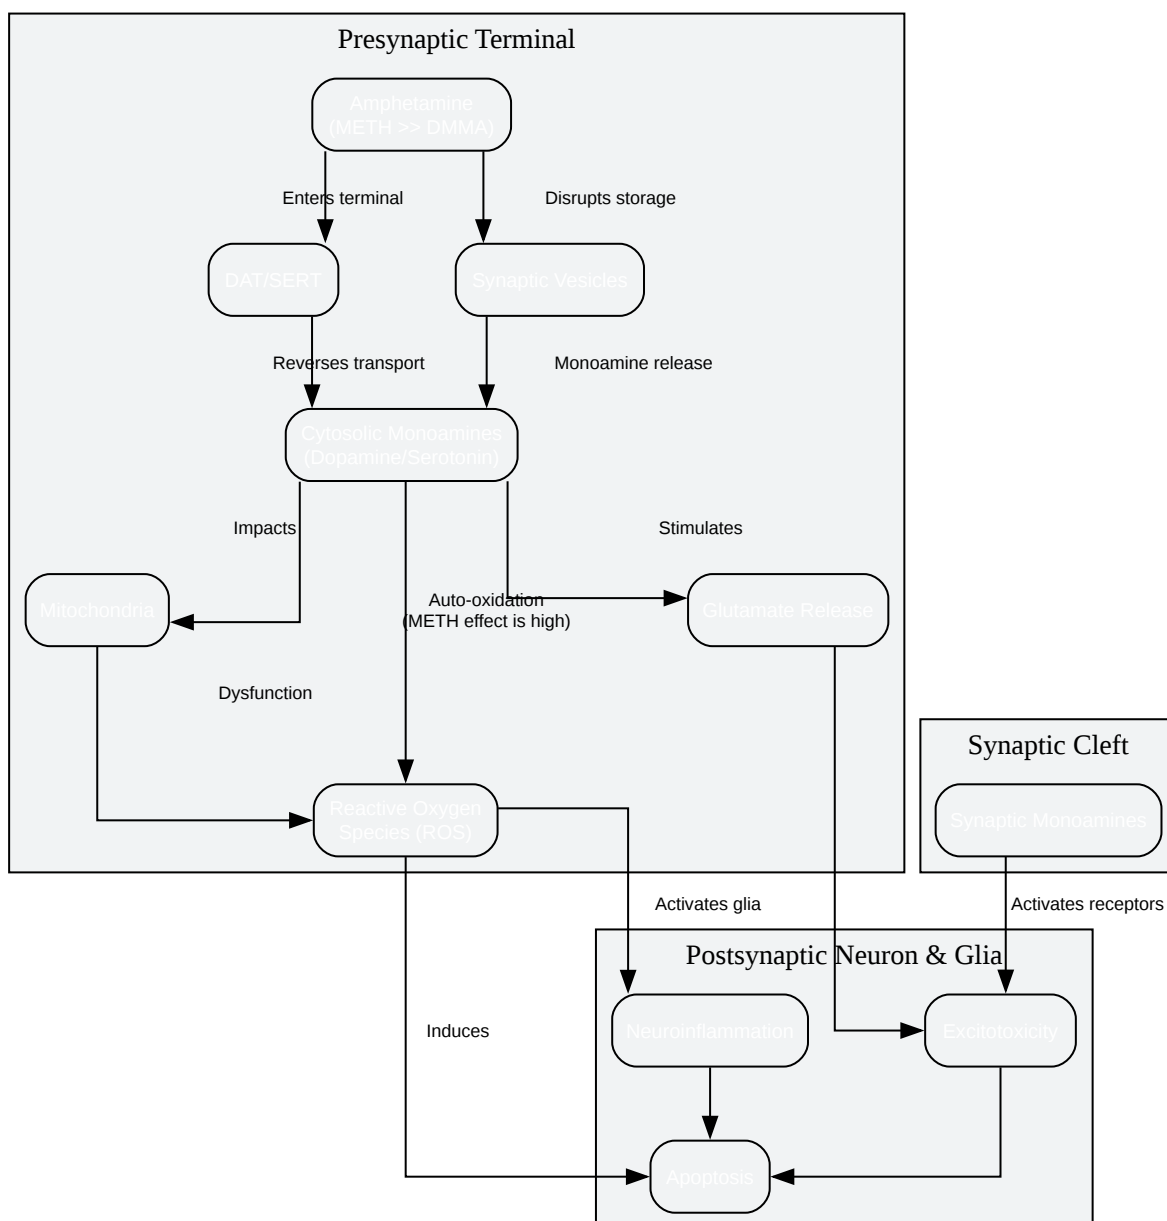 Presynaptic Terminal
Amphetamine
(METH >> DMMA)
Enters terminal
Disrupts storage
DAT/SERT
Synaptic Vesicles
Reverses transport
Monoamine release
Cytosolic Monoamines
(Dopamine/Serotonin)
Impacts
Stimulates
Mitochondria
Auto-oxidation
(METH effect is high)
Glutamate Release
Dysfunction
Synaptic Cleft
Reactive Oxygen
Species (ROS)
Synaptic Monoamines
Activates glia
Activates receptors
Postsynaptic Neuron & Glia
Induces
Neuroinflammation
Excitotoxicity
Apoptosis